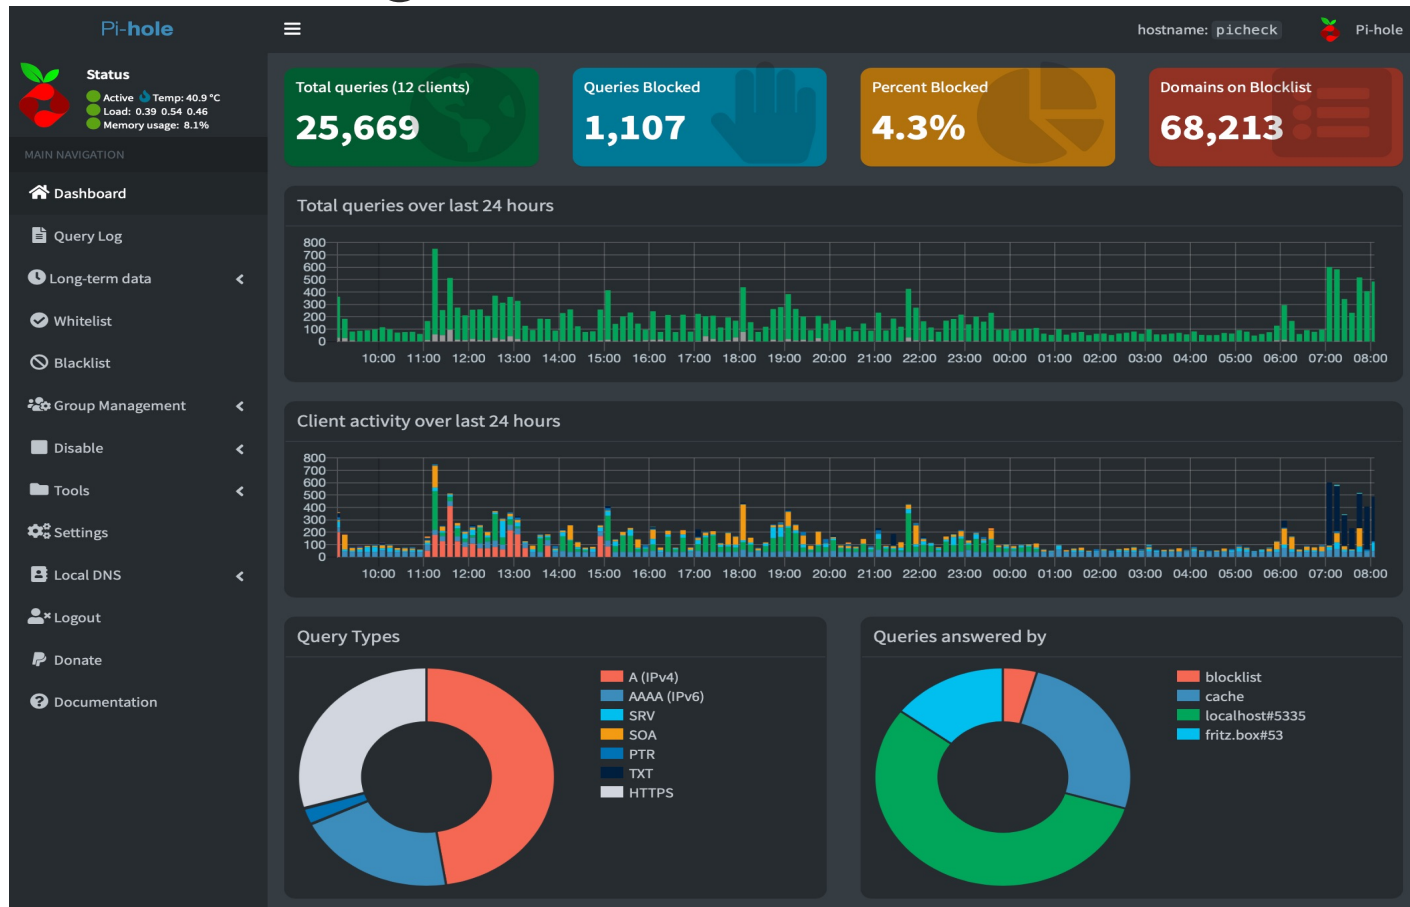 Pi-hole
hostname: picheck
Pi-hole
Status
Active Temp: 40.9 °C
Load: 0.39 0.54 0.46
Memory usage: 8.1%
MAIN NAVIGATION
Dashboard
Query Log
Long-term data
Whitelist
Blacklist
Group Management
Disable
Tools
Settings
Local DNS
Logout
Donate
Documentation
Total queries (12 clients)
25,669
Queries Blocked
1,107
Percent Blocked
4.3%
Domains on Blocklist
68,213
Total queries over last 24 hours
800
700
600
500
400
300
200
100
0
10:00 11:00 12:00 13:00 14:00 15:00 16:00 17:00 18:00 19:00 20:00 21:00 22:00 23:00 00:00 01:00 02:00 03:00 04:00 05:00 06:00 07:00 08:00
Client activity over last 24 hours
800
700
600
500
400
300
200
100
0
10:00 11:00 12:00 13:00 14:00 15:00 16:00 17:00 18:00 19:00 20:00 21:00 22:00 23:00 00:00 01:00 02:00 03:00 04:00 05:00 06:00 07:00 08:00
Query Types
A (IPv4)
AAAA (IPv6)
SRV
SOA
PTR
TXT
HTTPS
Queries answered by
blocklist
cache
localhost#5335
fritz.box#53